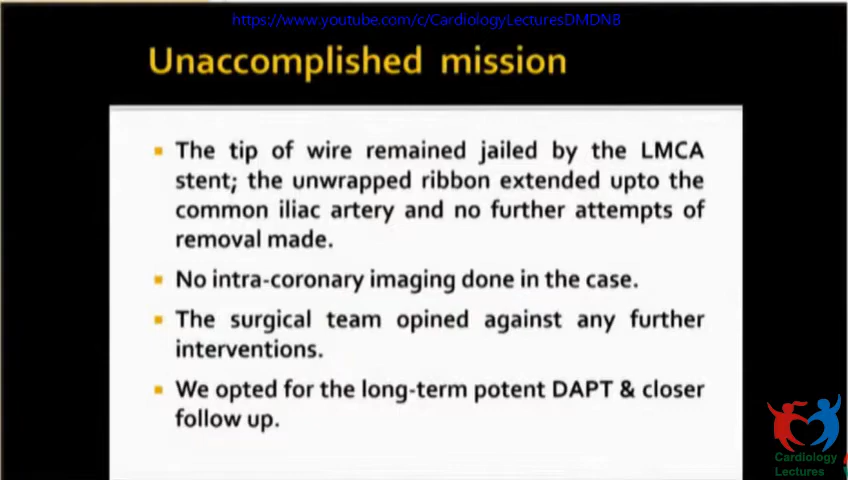 https://www.youtube.com/c/CardiologyLecturesDMDNB
Unaccomplished mission
The tip of wire remained jailed by the LMCA
stent; the unwrapped ribbon extended upto the
common iliac artery and no further attempts of
removal made.
No intra-coronary imaging done in the case.
The surgical team opined against any further
interventions.
We opted for the long-term potent DAPT & closer
follow up.
Cardiology
Lectures